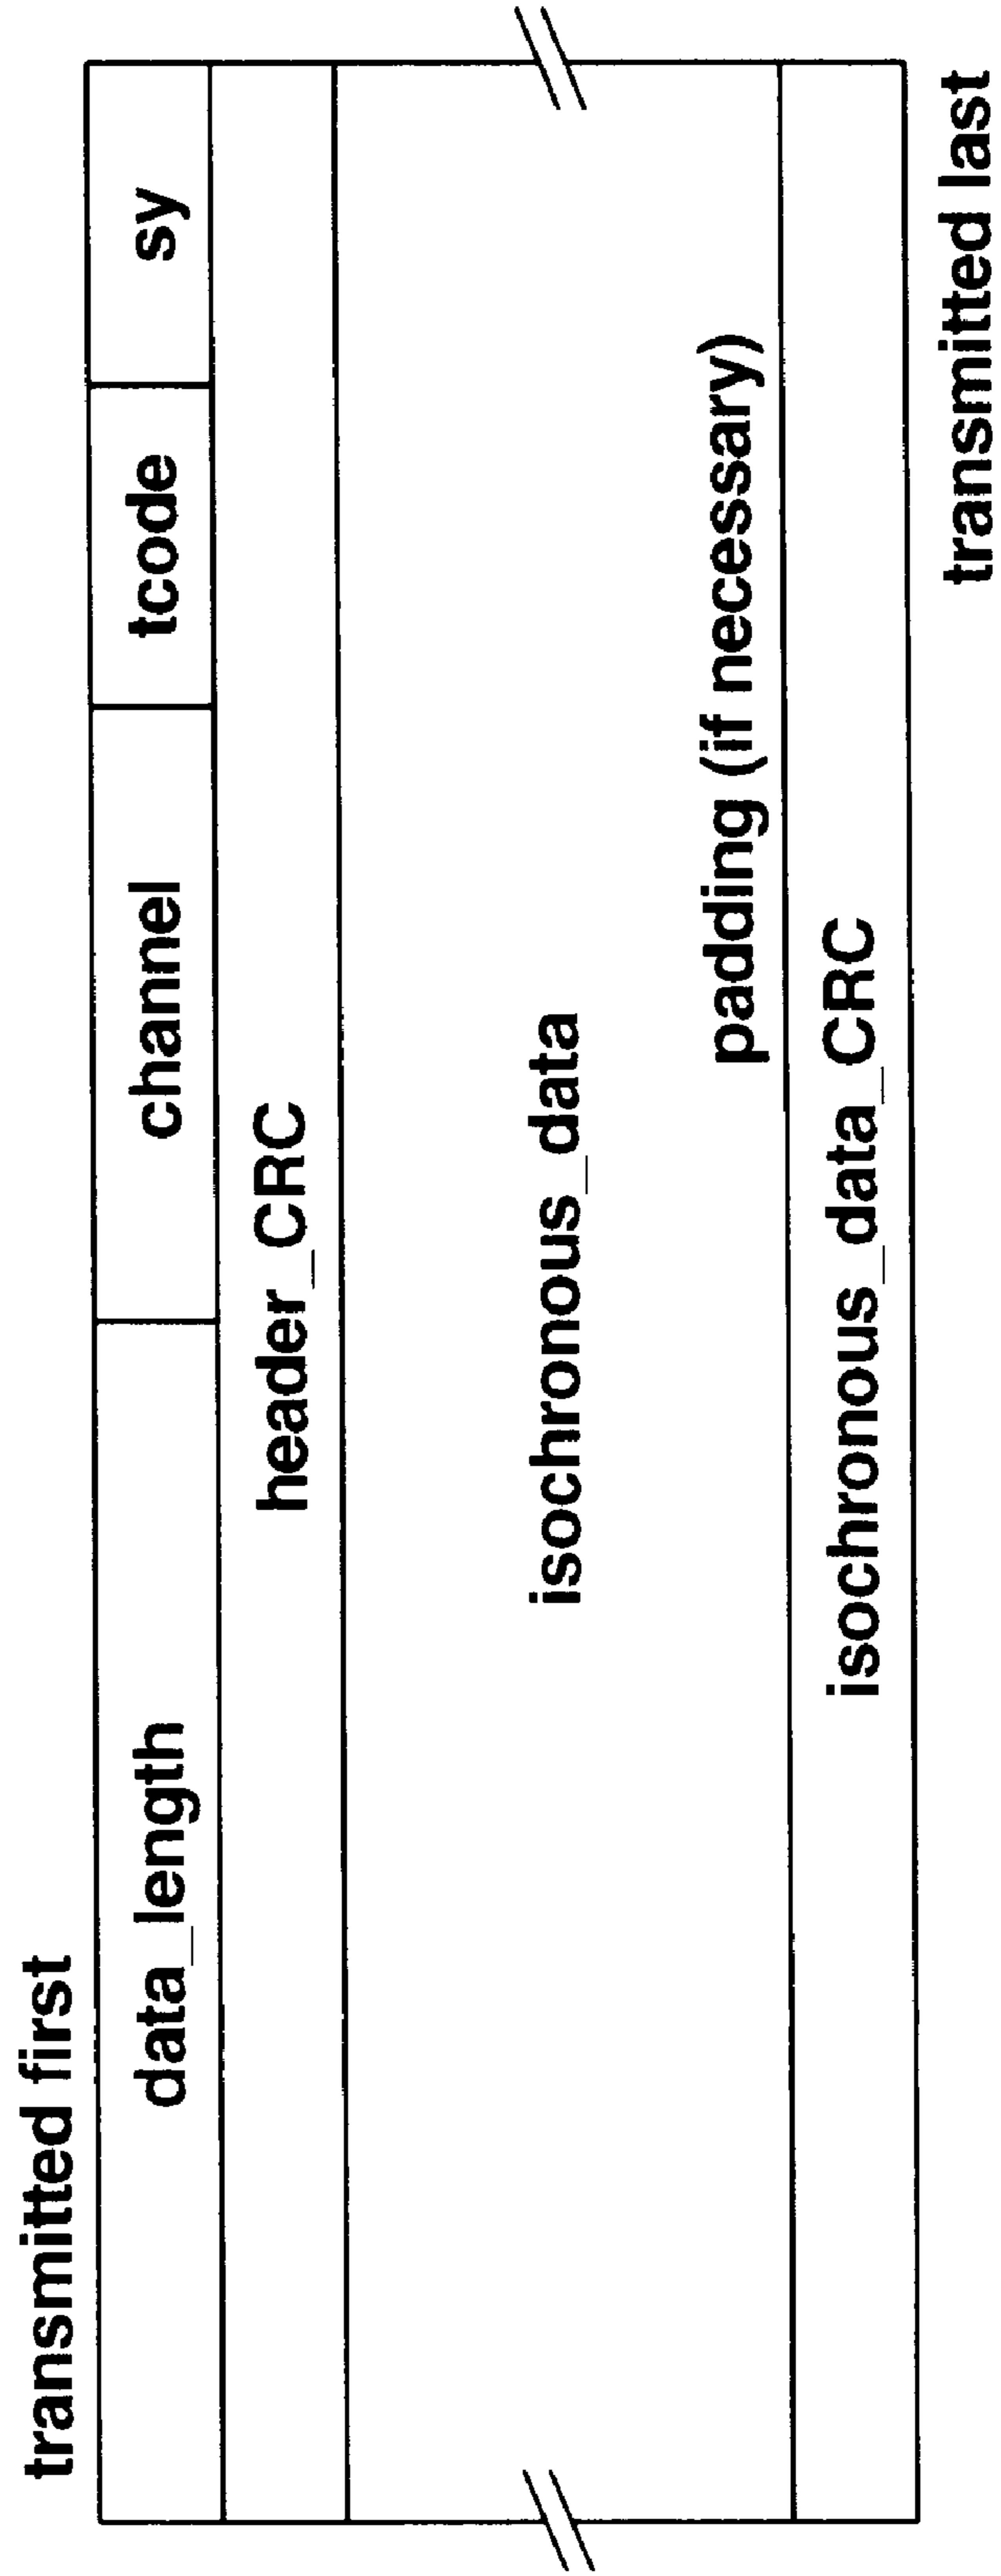 transmitted first
data_length channel tcode sy
header_CRC
isochronous_data
padding (if necessary)
isochronous_data_CRC
transmitted last